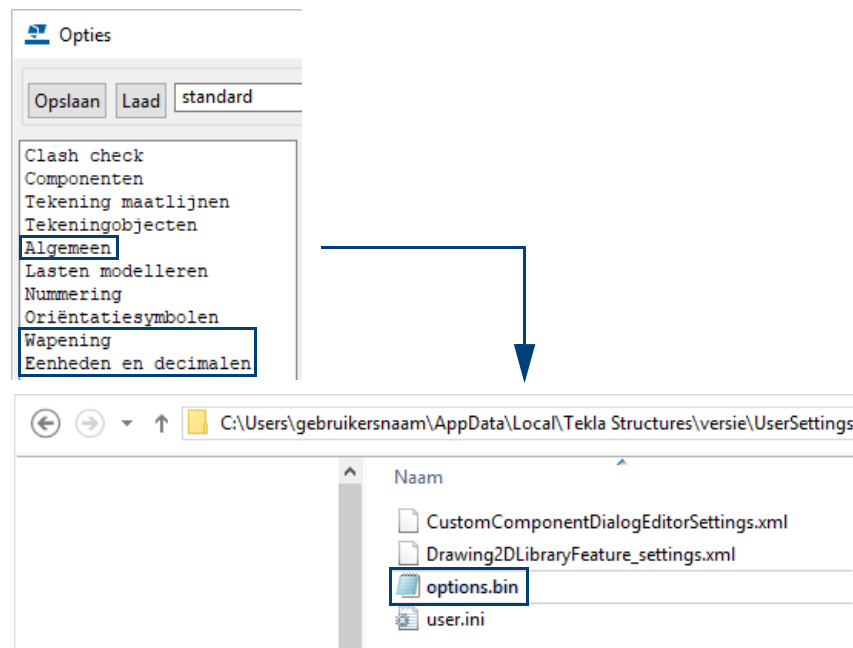 Opties
Opslaan Laad standard
Clash check
Componenten
Tekening maatlijnen
Tekeningobjecten
Algemeen
Lasten modelleren
Nummering
Oriëntatiesymbolen
Wapening
Eenheden en decimalen
C:\Users\gebruikersnaam\AppData\Local\Tekla Structures\versie\UserSettings
Naam
CustomComponentDialogEditorSettings.xml
Drawing2DLibraryFeature_settings.xml
options.bin
user.ini